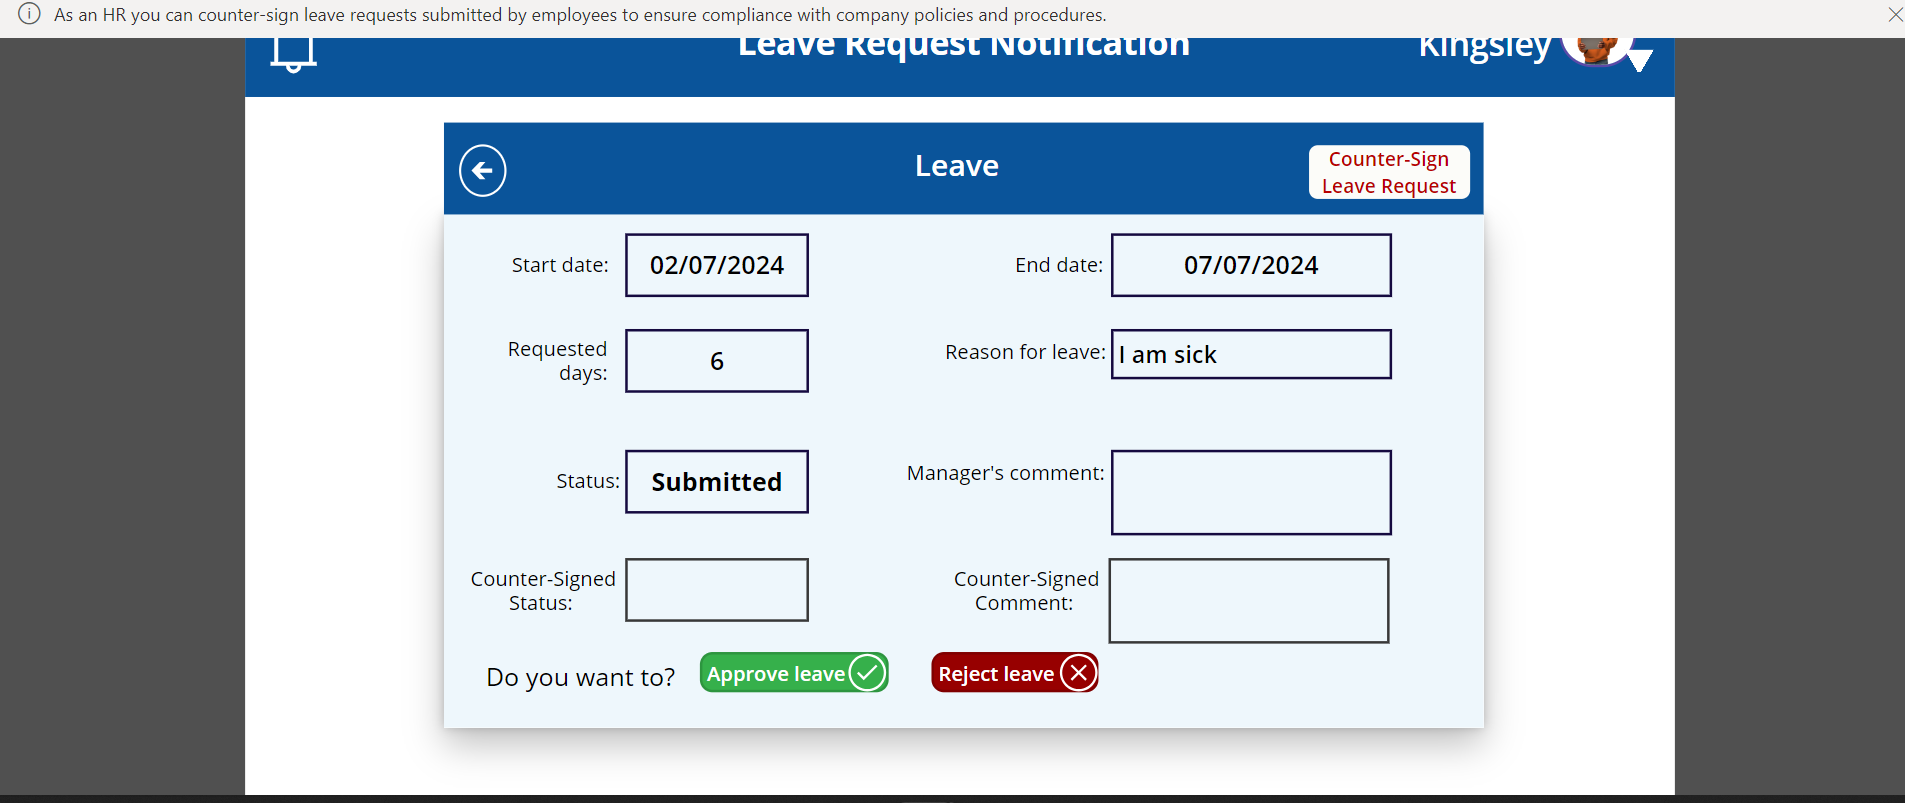 As an HR you can counter-sign leave requests submitted by employees to ensure compliance with company policies and procedures.
Leave Request Notification
Kingsley
Leave
Counter-Sign
Leave Request
Start date:
02/07/2024
End date:
07/07/2024
Requested
days:
6
Reason for leave:
I am sick
Status:
Submitted
Manager's comment:
Counter-Signed
Status:
Counter-Signed
Comment:
Do you want to?
Approve leave
Reject leave